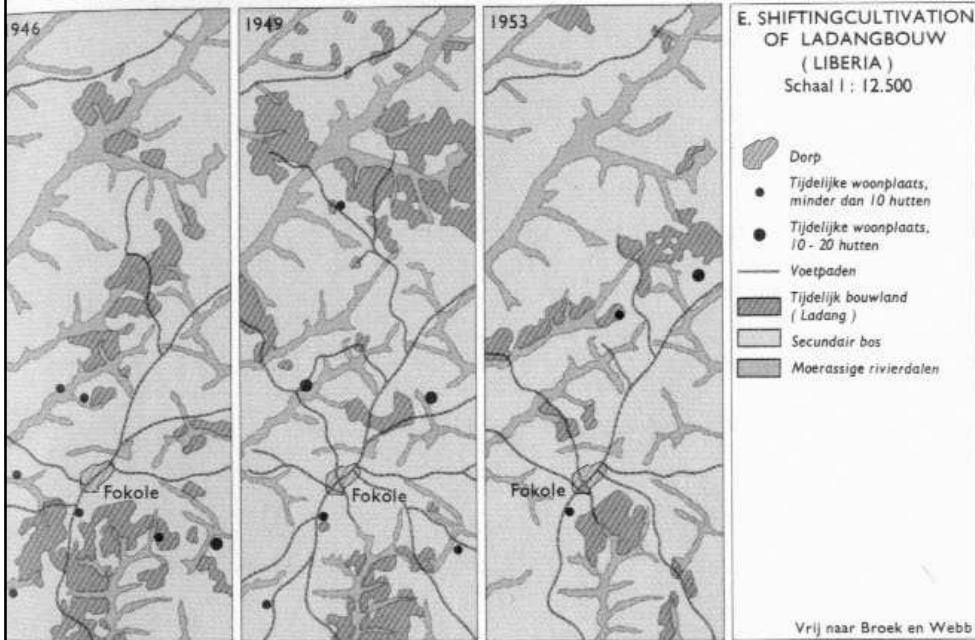 946
1949
1953
Fokole
Fokole
Fokole
E. SHIFTINGCULTIVATION
OF LADANGBOUW
( LIBERIA )
Schaal 1 : 12.500
Dorp
Tijdelijke woonplaats,
minder dan 10 hutten
Tijdelijke woonplaats,
10 - 20 hutten
Voetpaden
Tijdelijk bouwland
( Ladang )
Secundair bos
Moerassige rivierdalen
Vrij naar Broek en Webb